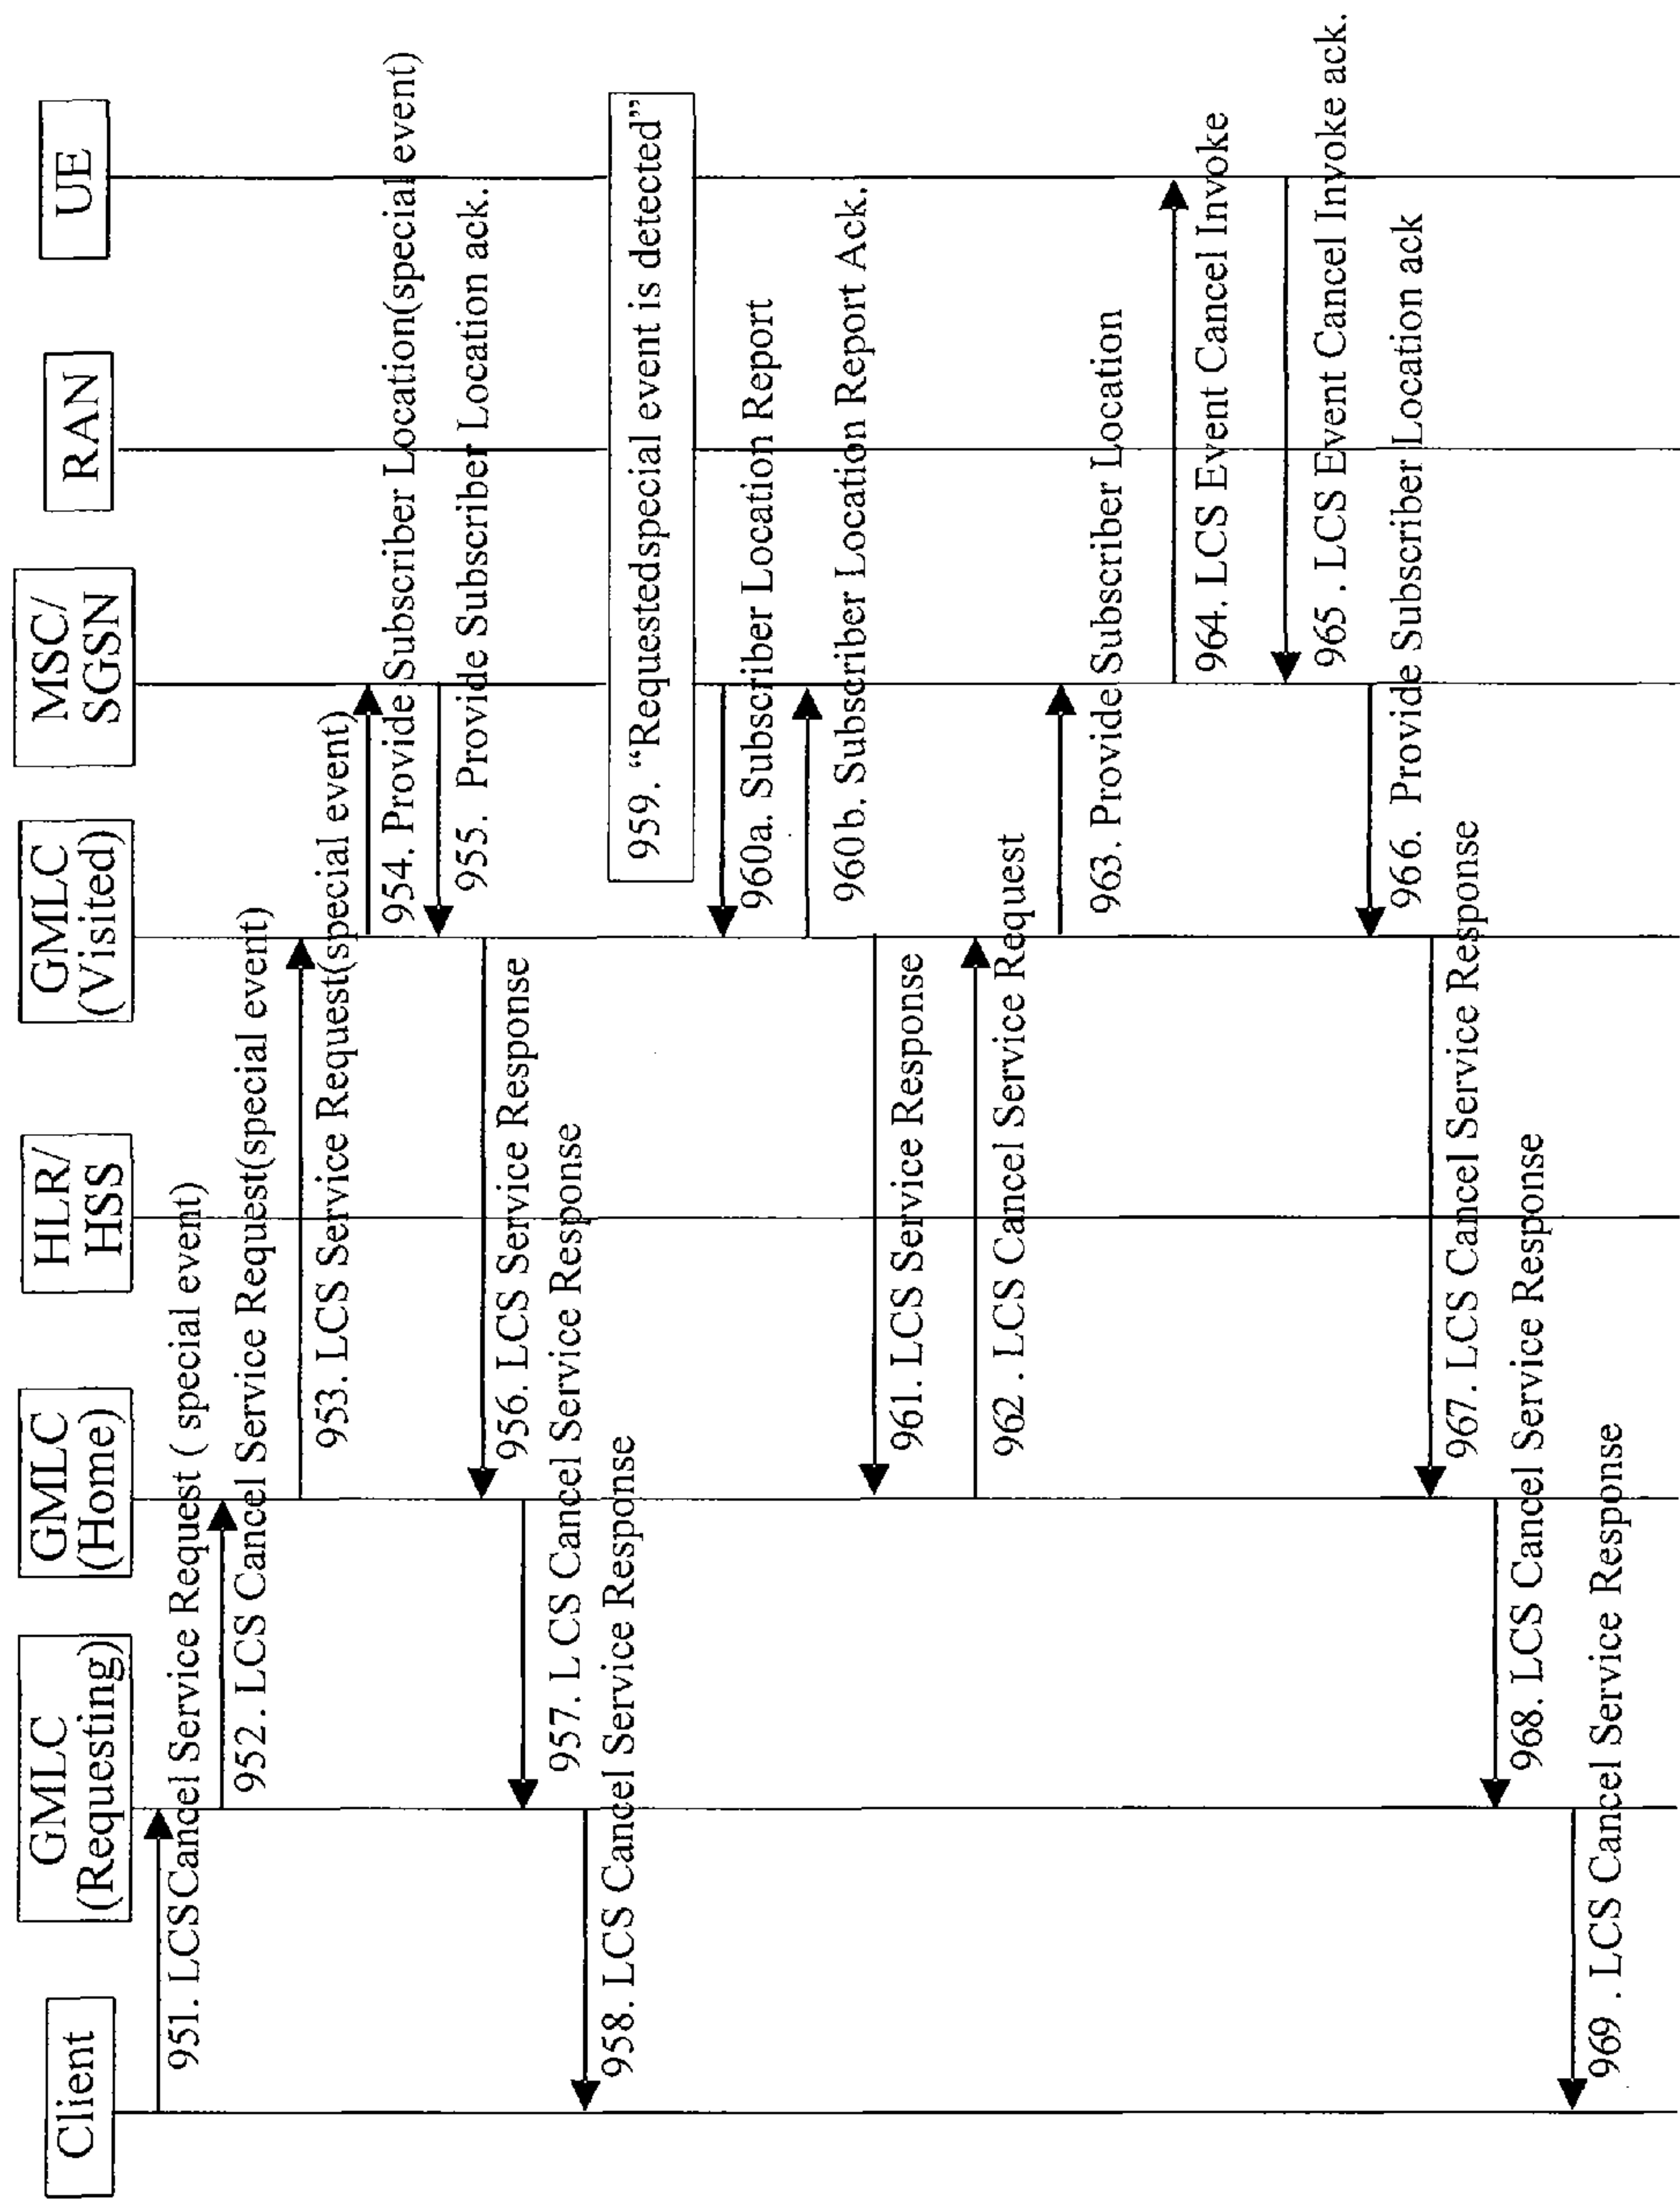 Client
GMLC
(Requesting)
GMLC
(Home)
HLR/
HSS
GMLC
(Visited)
MSC/
SGSN
RAN
UE
951. LCS Cancel Service Request ( special event)
952. LCS Cancel Service Request(special event)
953. LCS Service Request(special event)
954. Provide Subscriber Location(special event)
955. Provide Subscriber Location ack.
956. LCS Service Response
957. L CS Cancel Service Response
958. LCS Cancel Service Response
959. “Requestedspecial event is detected”
960a. Subscriber Location Report
960b. Subscriber Location Report Ack.
961. LCS Service Response
962 . LCS Cancel Service Request
963. Provide Subscriber Location
964. LCS Event Cancel Invoke
965 . LCS Event Cancel Invoke ack.
966. Provide Subscriber Location ack
967. LCS Cancel Service Response
968. LCS Cancel Service Response
969 . LCS Cancel Service Response